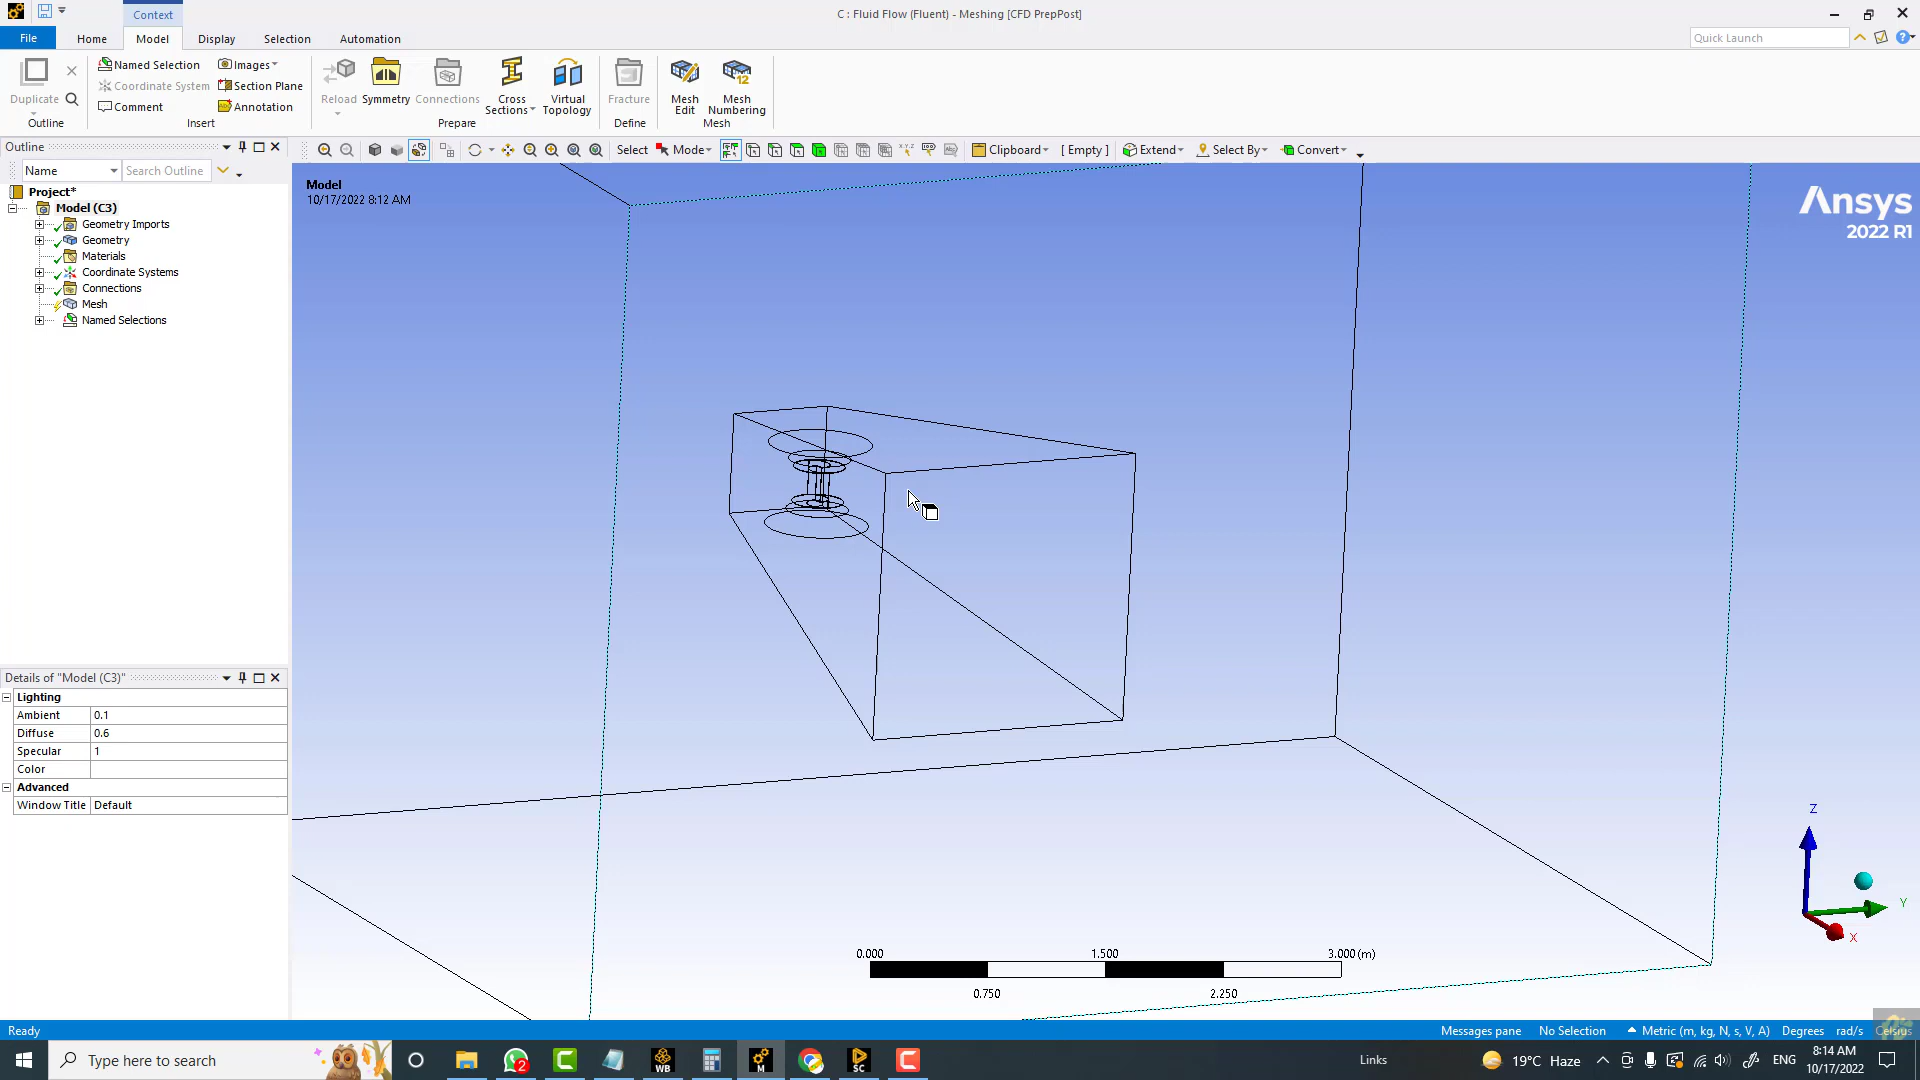 Context
C : Fluid Flow (Fluent) - Meshing [CFD PrepPost]
File Home Model Display Selection Automation
Quick Launch
Duplicate
Outline
Named Selection
Coordinate System
Comment
Images
Section Plane
Annotation
Insert
Reload
Symmetry
Connections
Cross Sections
Virtual Topology
Prepare
Fracture
Define
Mesh Edit
Mesh Numbering
Mesh
Outline
Name
Search Outline
Select Mode
Clipboard [ Empty ] Extend Select By Convert
Project*
Model (C3)
Geometry Imports
Geometry
Materials
Coordinate Systems
Connections
Mesh
Named Selections
Model
10/17/2022 8:12 AM
Ansys
2022 R1
Details of "Model (C3)"
Lighting
Ambient 0.1
Diffuse 0.6
Specular 1
Color
Advanced
Window Title Default
Z
Y
X
0.000 1.500 3.000 (m)
0.750 2.250
Ready
Messages pane No Selection Metric (m, kg, N, s, V, A) Degrees rad/s Celsius
Type here to search
2
WB
M
SC
Links
19°C Haze
ENG
8:14 AM
10/17/2022